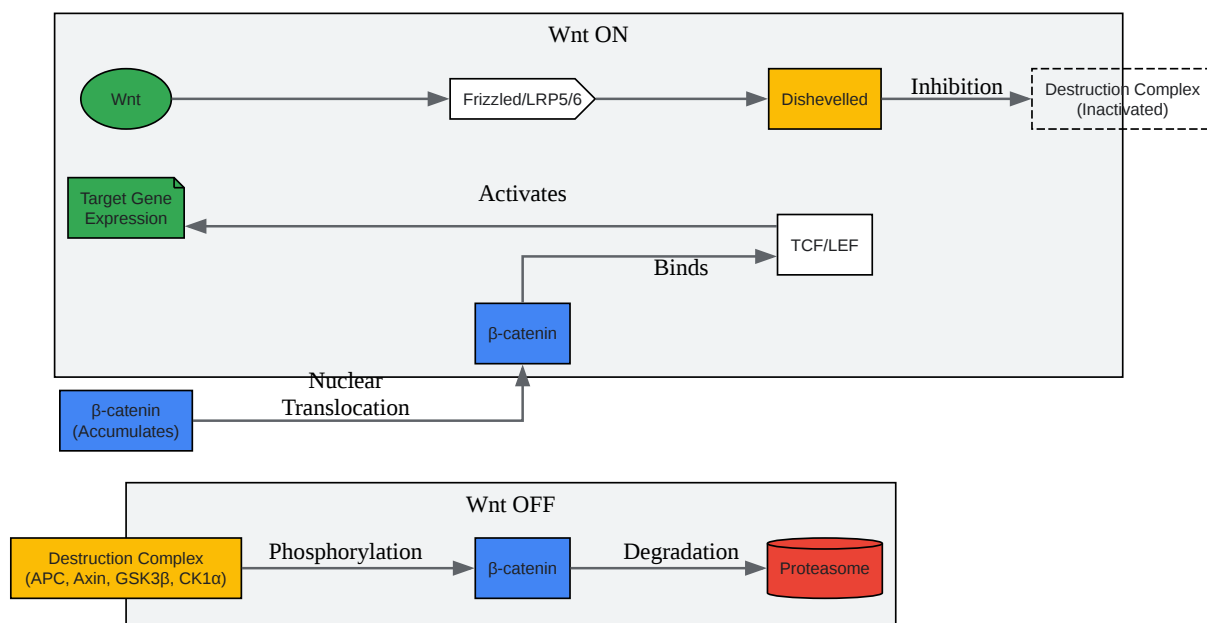 Wnt ON
Wnt
Frizzled/LRP5/6
Dishevelled
Inhibition
Destruction Complex
(Inactivated)
Target Gene
Expression
Activates
TCF/LEF
Binds
β-catenin
Nuclear
Translocation
β-catenin
(Accumulates)
Wnt OFF
Destruction Complex
(APC, Axin, GSK3β, CK1α)
Phosphorylation
β-catenin
Degradation
Proteasome